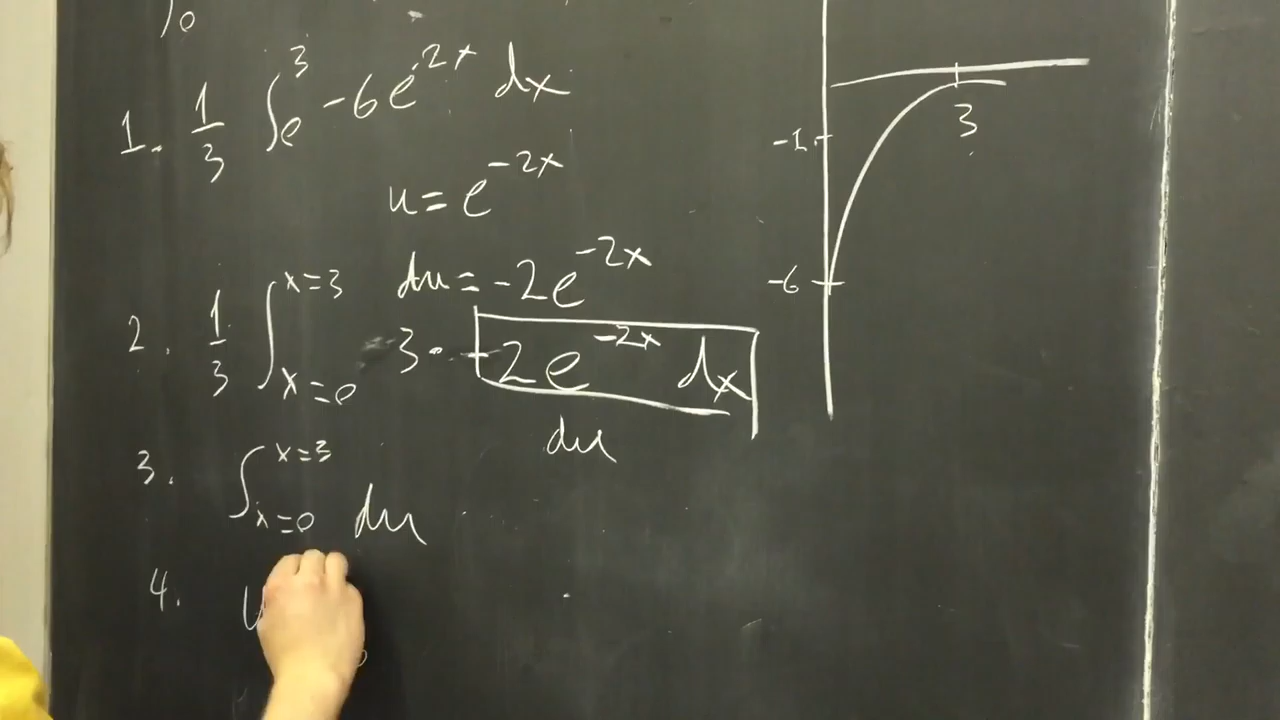 1. 1/3 ∫₀³ -6e^-2x dx
u = e^-2x
du = -2e^-2x
2. 1/3 ∫_{x=0}^{x=3} 3 · -2e^-2x dx
du
3. ∫_{x=0}^{x=3} du
4. u
3
-1
-6